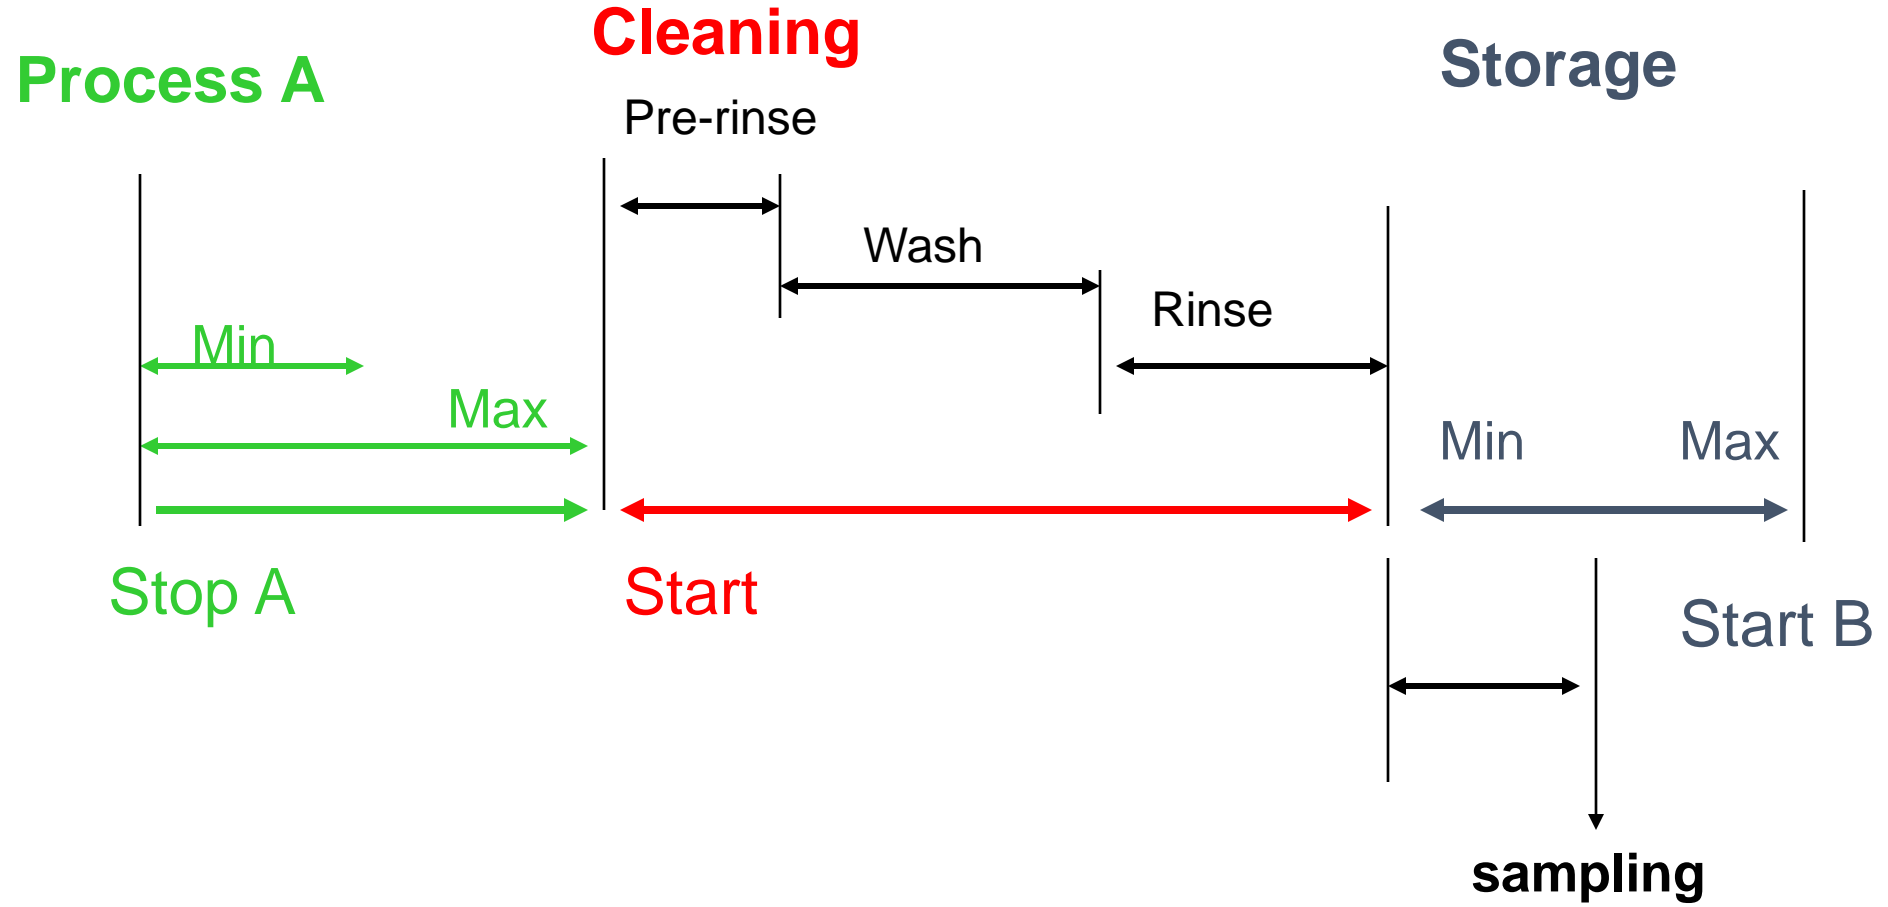 Cleaning
Process A
Storage
Pre-rinse
Wash
Rinse
Min
Max
Min
Max
Stop A
Start
Start B
sampling